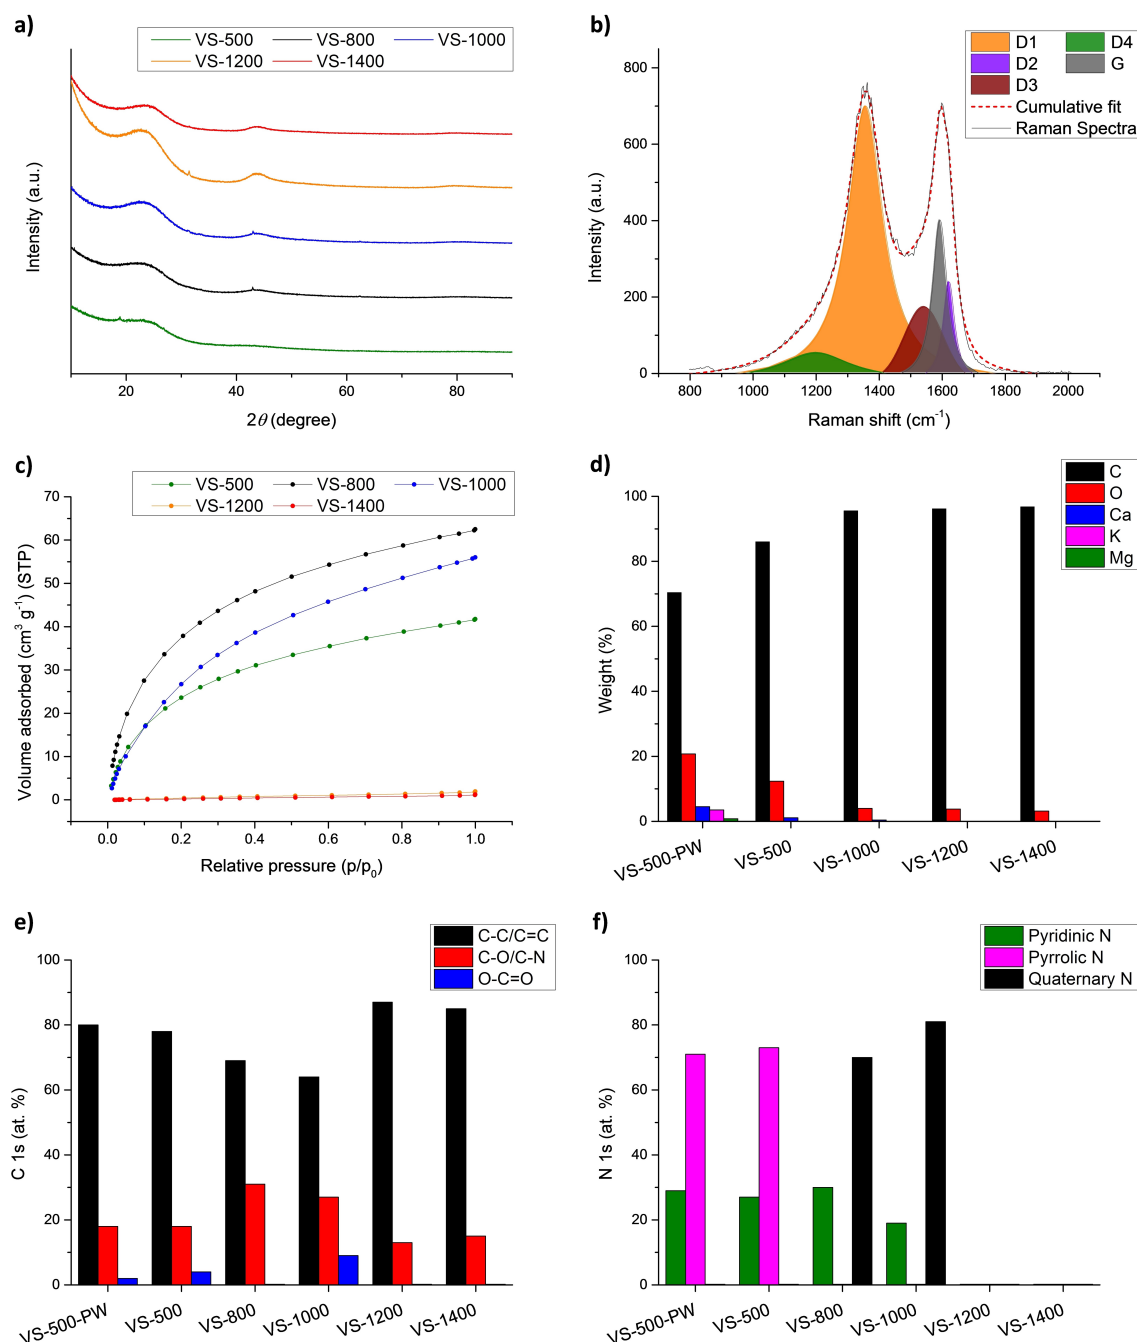 a)
VS-500 VS-800 VS-1000
VS-1200 VS-1400
Intensity (a.u.)
20 40 60 80
2θ (degree)
b)
D1 D4
D2 G
D3
Cumulative fit
Raman Spectra
Intensity (a.u.)
800
600
400
200
0
800 1000 1200 1400 1600 1800 2000
Raman shift (cm⁻¹)
c)
VS-500 VS-800 VS-1000
VS-1200 VS-1400
Volume adsorbed (cm³ g⁻¹) (STP)
70
60
50
40
30
20
10
0
0.0 0.2 0.4 0.6 0.8 1.0
Relative pressure (p/p₀)
d)
C
O
Ca
K
Mg
Weight (%)
100
80
60
40
20
0
VS-500-PW VS-500 VS-1000 VS-1200 VS-1400
e)
C-C/C=C
C-O/C-N
O-C=O
C 1s (at. %)
100
80
60
40
20
0
VS-500-PW VS-500 VS-800 VS-1000 VS-1200 VS-1400
f)
Pyridinic N
Pyrrolic N
Quaternary N
N 1s (at. %)
100
80
60
40
20
0
VS-500-PW VS-500 VS-800 VS-1000 VS-1200 VS-1400